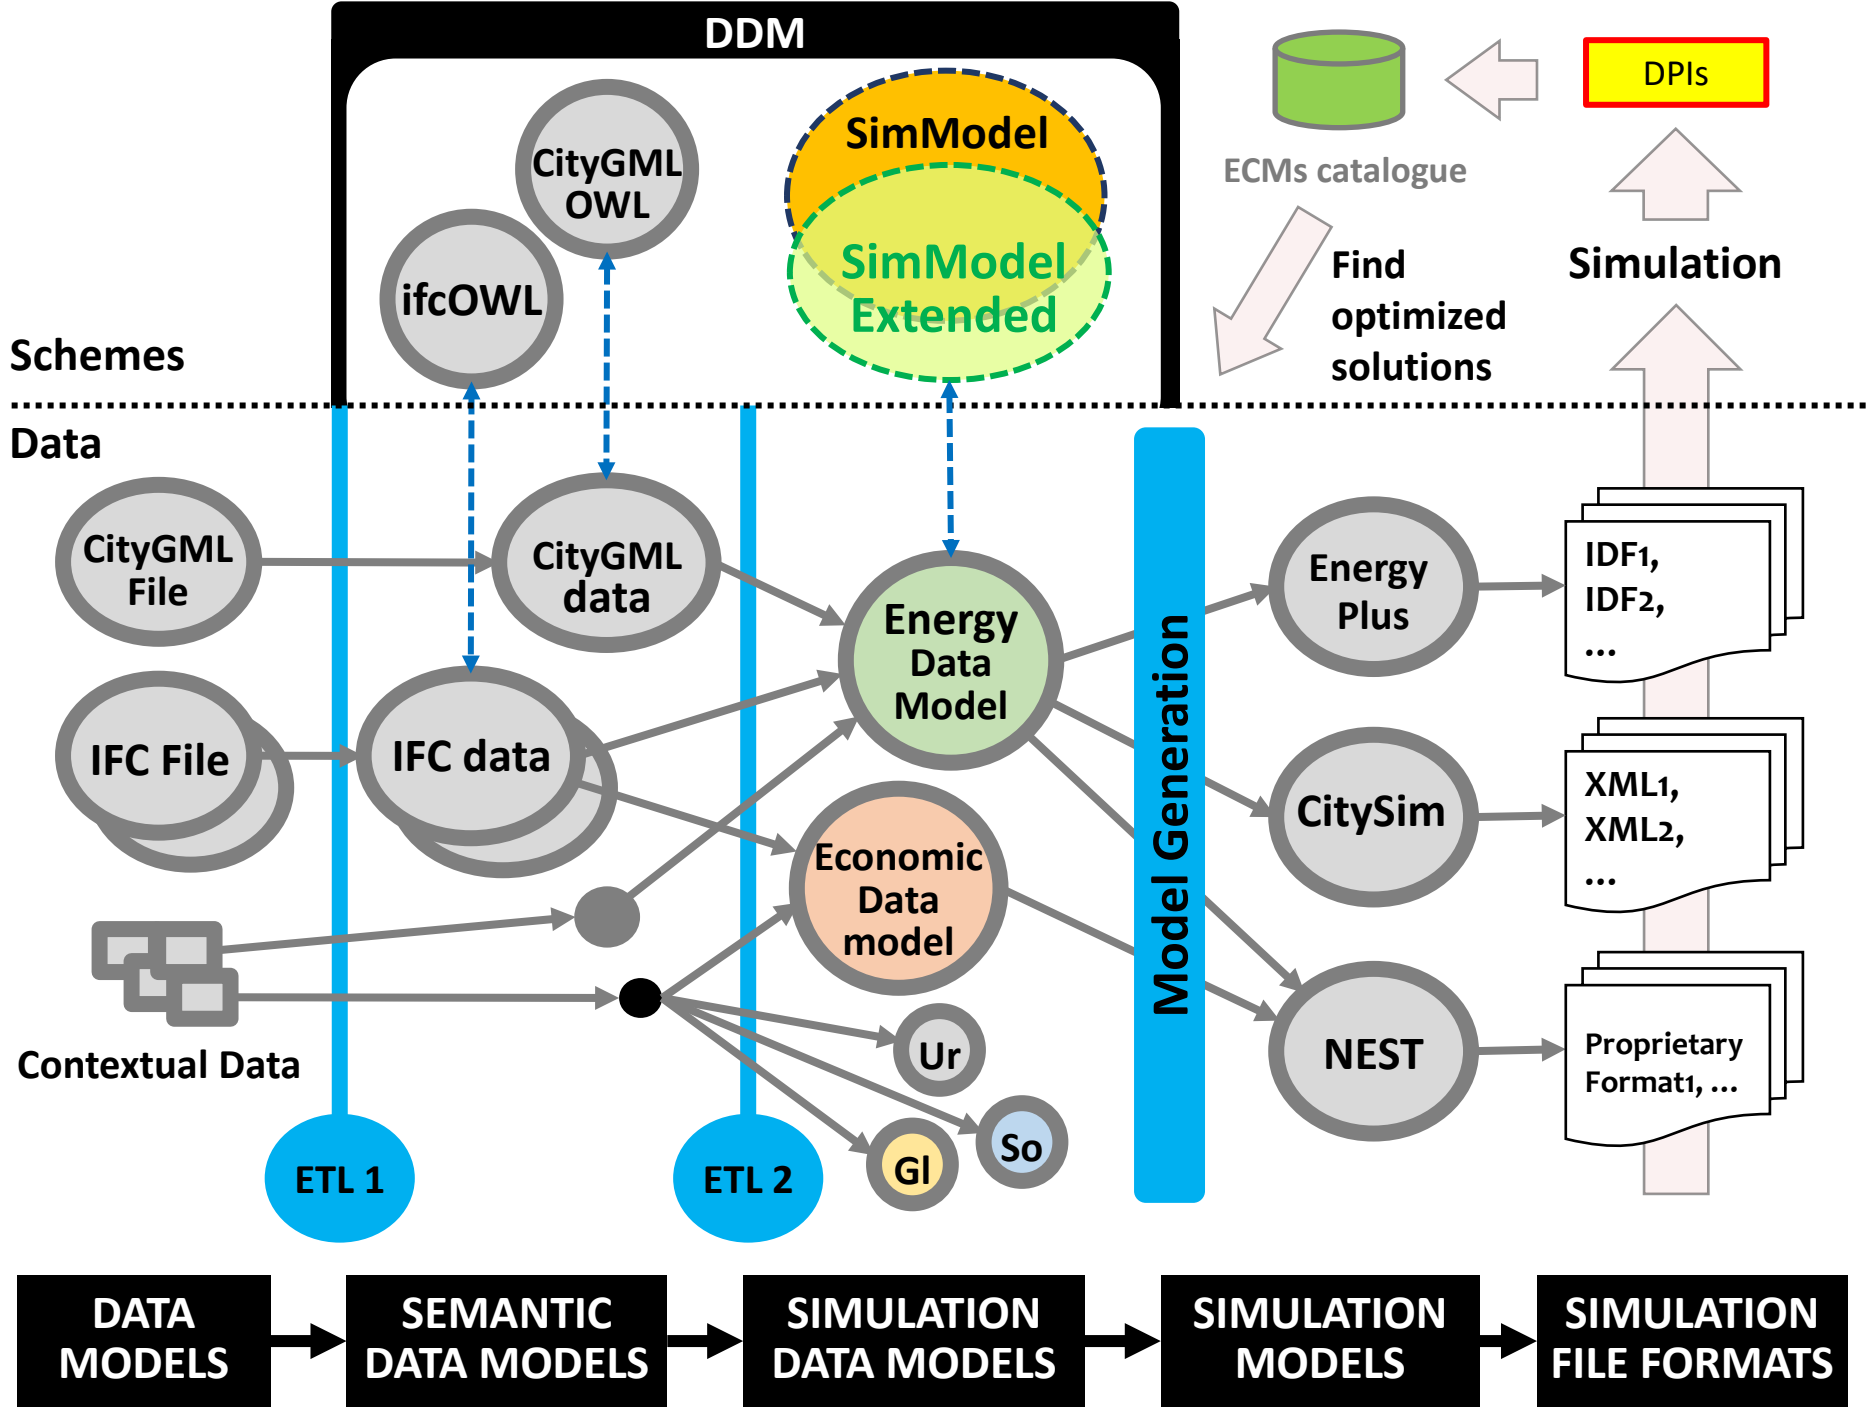 DDM
DPIs
SimModel
CityGML
OWL
ECMs catalogue
SimModel
Extended
ifcOWL
Find
optimized
solutions
Simulation
Schemes
Data
CityGML
File
CityGML
data
Energy
Data
Model
Energy
Plus
IDF1,
IDF2,
...
IFC File
IFC data
Model Generation
CitySim
XML1,
XML2,
...
Economic
Data
model
Contextual Data
Ur
So
Gl
NEST
Proprietary
Format1, ...
ETL 1
ETL 2
DATA
MODELS
SEMANTIC
DATA MODELS
SIMULATION
DATA MODELS
SIMULATION
MODELS
SIMULATION
FILE FORMATS